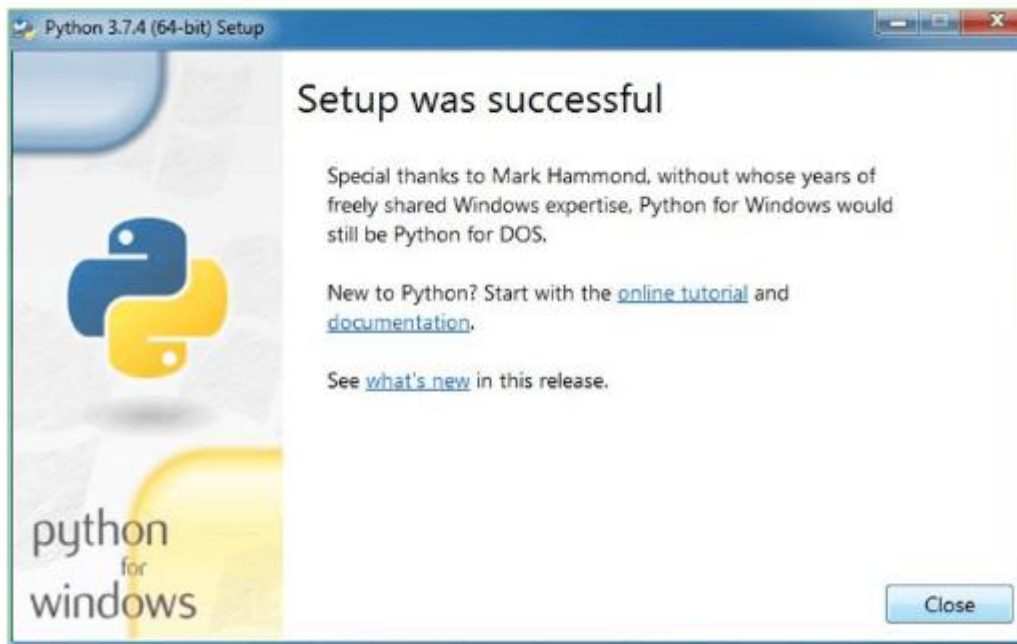 Python 3.7.4 (64-bit) Setup
Setup was successful
Special thanks to Mark Hammond, without whose years of
freely shared Windows expertise, Python for Windows would
still be Python for DOS.
New to Python? Start with the online tutorial and
documentation.
See what's new in this release.
python
for
windows
Close